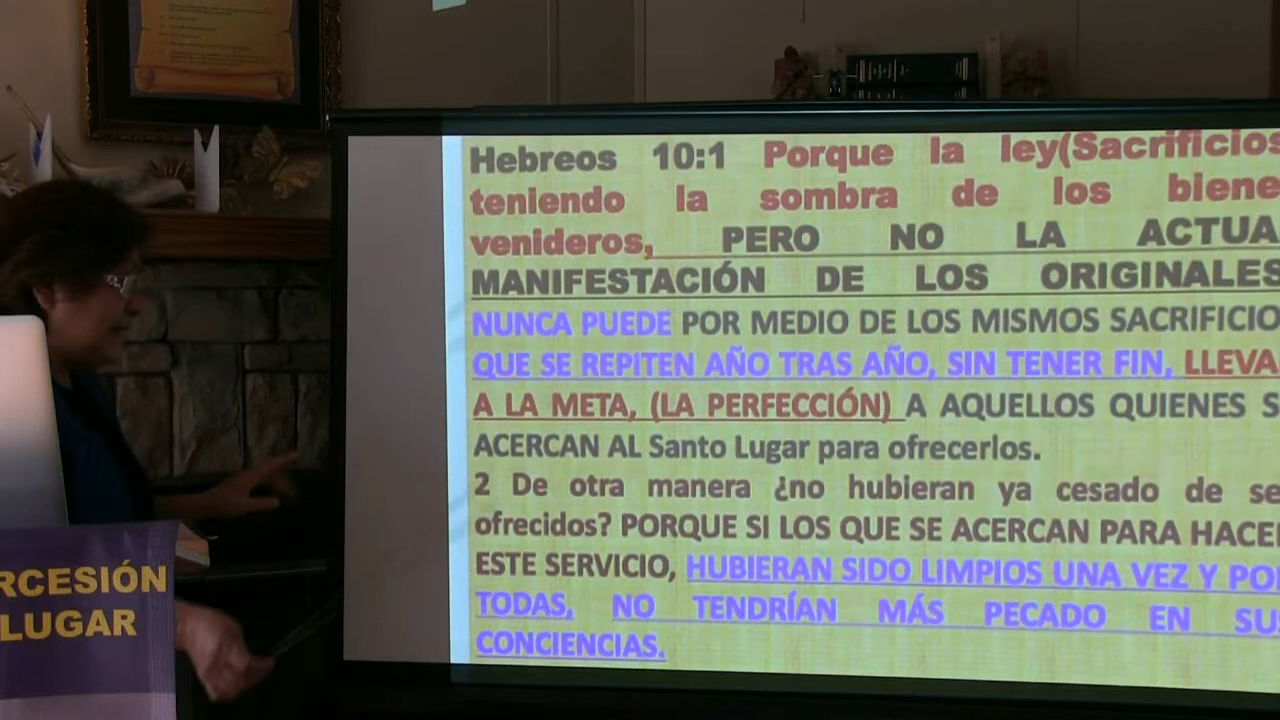 Hebreos 10:1 Porque la ley(Sacrificios
teniendo la sombra de los biene
venideros, PERO NO LA ACTUA
MANIFESTACIÓN DE LOS ORIGINALES
NUNCA PUEDE POR MEDIO DE LOS MISMOS SACRIFICIO
QUE SE REPITEN AÑO TRAS AÑO, SIN TENER FIN, LLEVA
A LA META, (LA PERFECCIÓN) A AQUELLOS QUIENES S
ACERCAN AL Santo Lugar para ofrecerlos.
2 De otra manera ¿no hubieran ya cesado de se
ofrecidos? PORQUE SI LOS QUE SE ACERCAN PARA HACE
ESTE SERVICIO, HUBIERAN SIDO LIMPIOS UNA VEZ Y PO
TODAS, NO TENDRÍAN MÁS PECADO EN SUS
CONCIENCIAS.
RCESIÓN
LUGAR